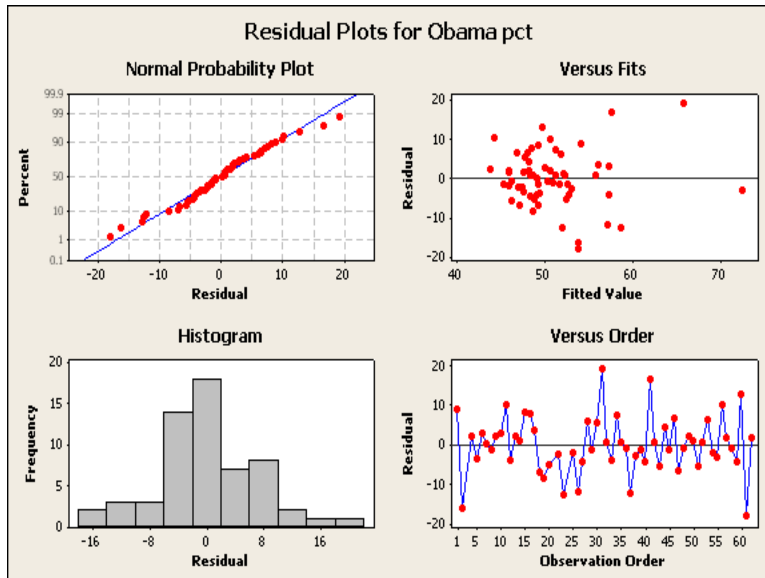 Residual Plots for Obama pct
Normal Probability Plot
99.9
99
90
50
10
1
0.1
Percent
-20 -10 0 10 20
Residual
Versus Fits
20
10
0
-10
-20
Residual
40 50 60 70
Fitted Value
Histogram
20
15
10
5
0
Frequency
-16 -8 0 8 16
Residual
Versus Order
20
10
0
-10
-20
Residual
1 5 10 15 20 25 30 35 40 45 50 55 60
Observation Order